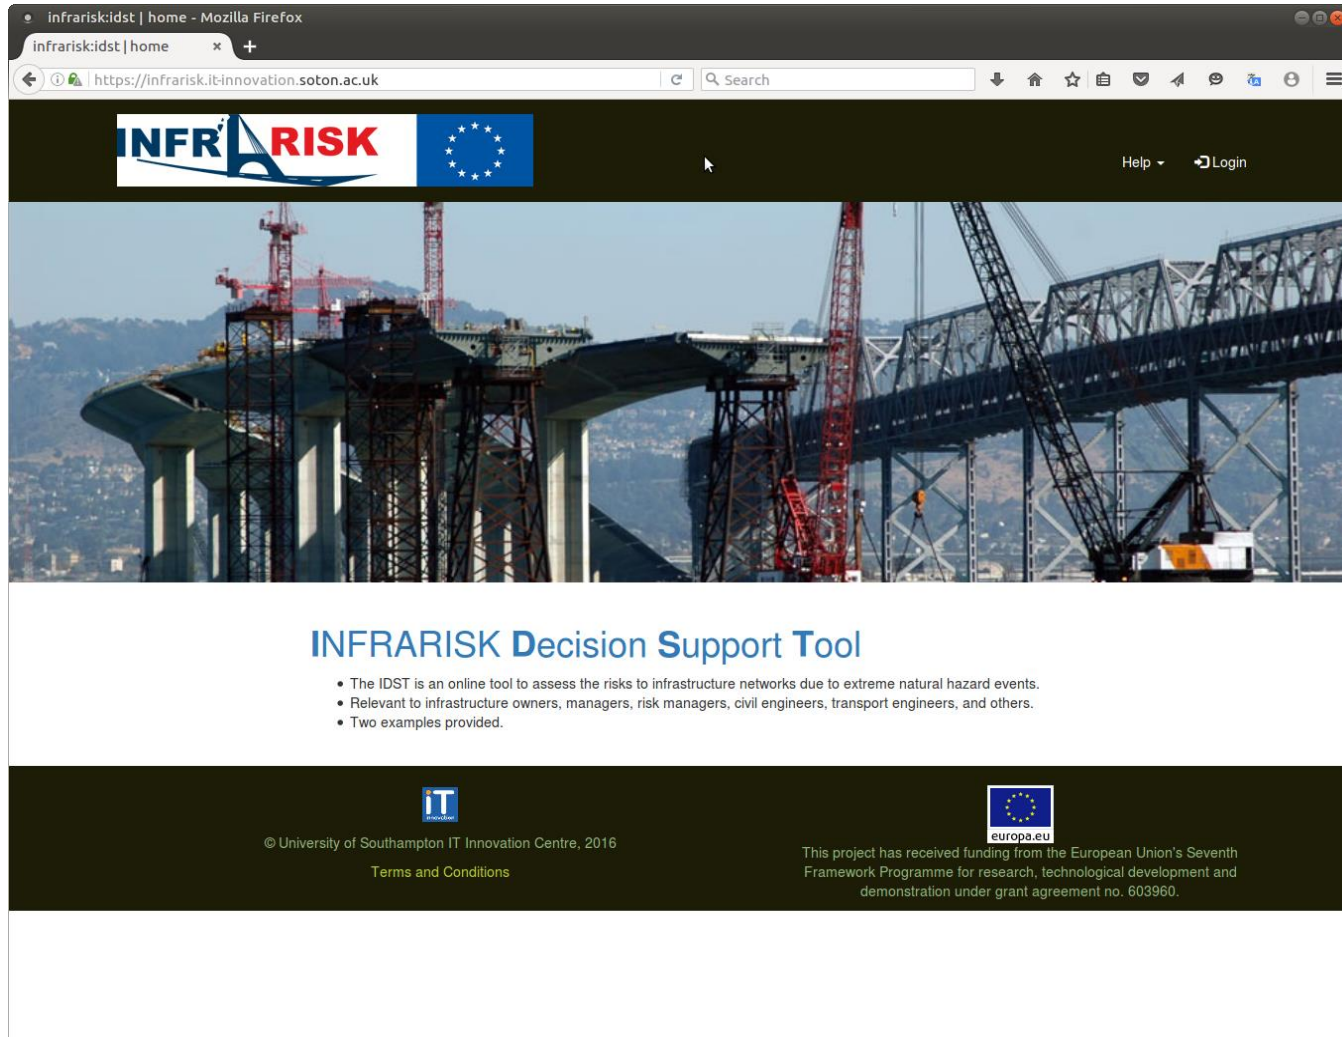 infrarisk:idst | home - Mozilla Firefox
infrarisk:idst | home
https://infrarisk.it-innovation.soton.ac.uk
Search
INFRARISK
Help
Login
INFRARISK Decision Support Tool
The IDST is an online tool to assess the risks to infrastructure networks due to extreme natural hazard events.
Relevant to infrastructure owners, managers, risk managers, civil engineers, transport engineers, and others.
Two examples provided.
iT
innovation
© University of Southampton IT Innovation Centre, 2016
Terms and Conditions
europa.eu
This project has received funding from the European Union's Seventh
Framework Programme for research, technological development and
demonstration under grant agreement no. 603960.